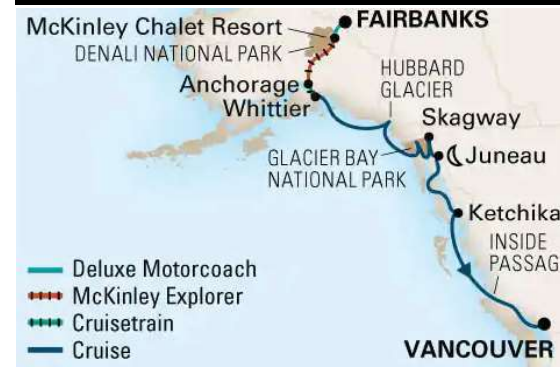 FAIRBANKS
McKinley Chalet Resort
DENALI NATIONAL PARK
Anchorage
Whittier
HUBBARD
GLACIER
Skagway
Juneau
GLACIER BAY
NATIONAL PARK
Ketchika
INSIDE
PASSAG
VANCOUVER
Deluxe Motorcoach
McKinley Explorer
Cruisetrain
Cruise